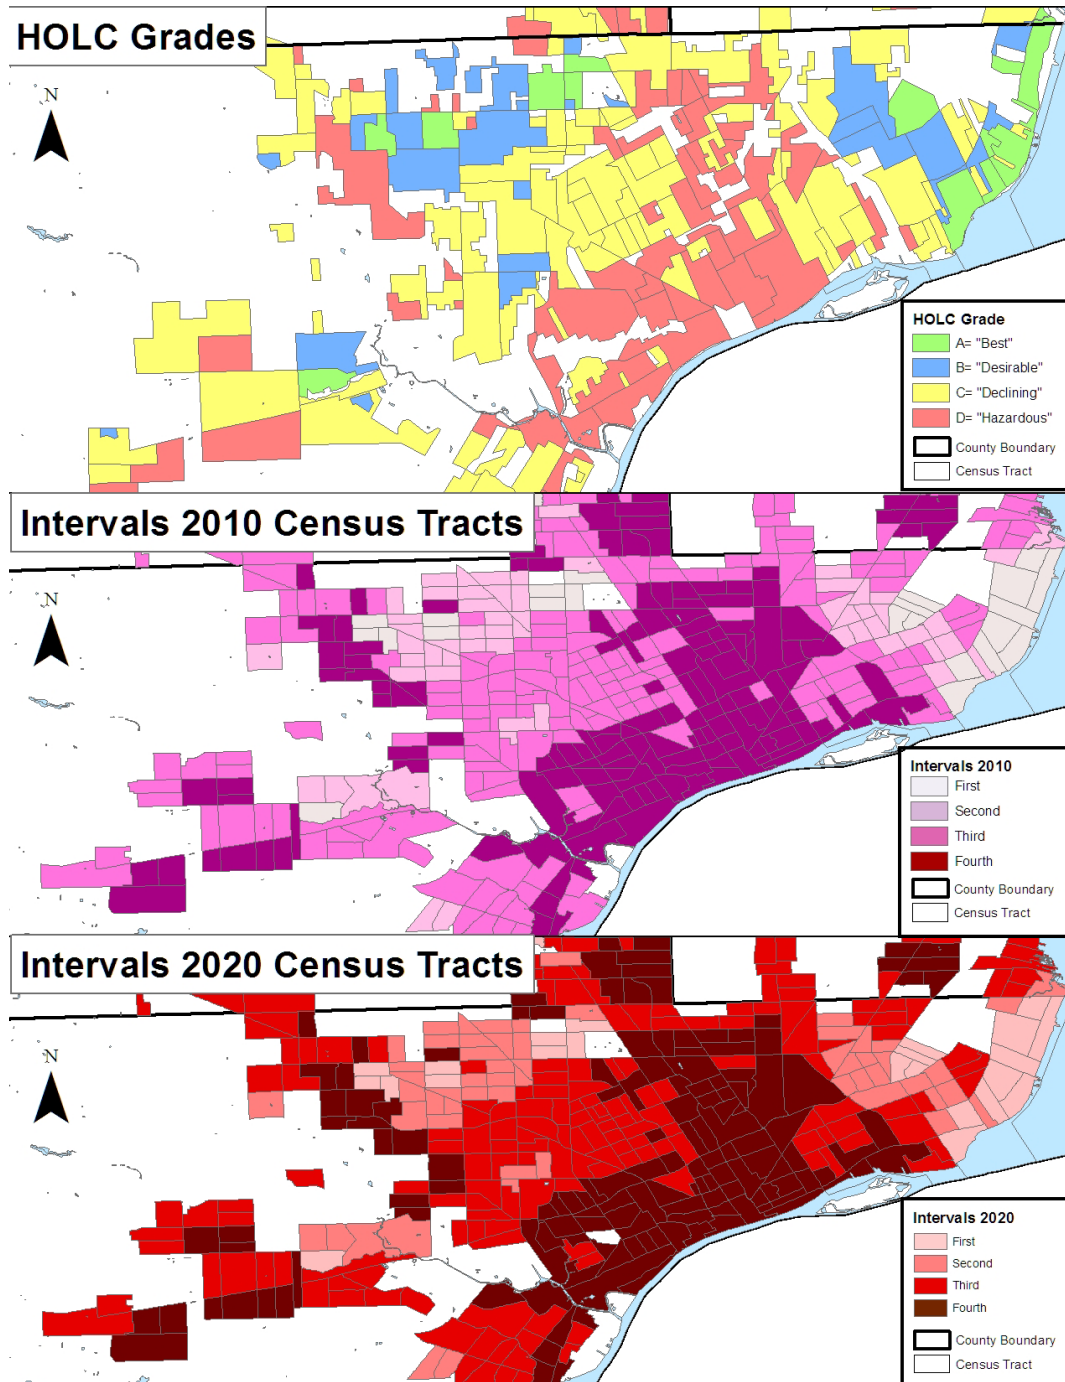 HOLC Grades
N
HOLC Grade
A= "Best"
B= "Desirable"
C= "Declining"
D= "Hazardous"
County Boundary
Census Tract
Intervals 2010 Census Tracts
N
Intervals 2010
First
Second
Third
Fourth
County Boundary
Census Tract
Intervals 2020 Census Tracts
N
Intervals 2020
First
Second
Third
Fourth
County Boundary
Census Tract